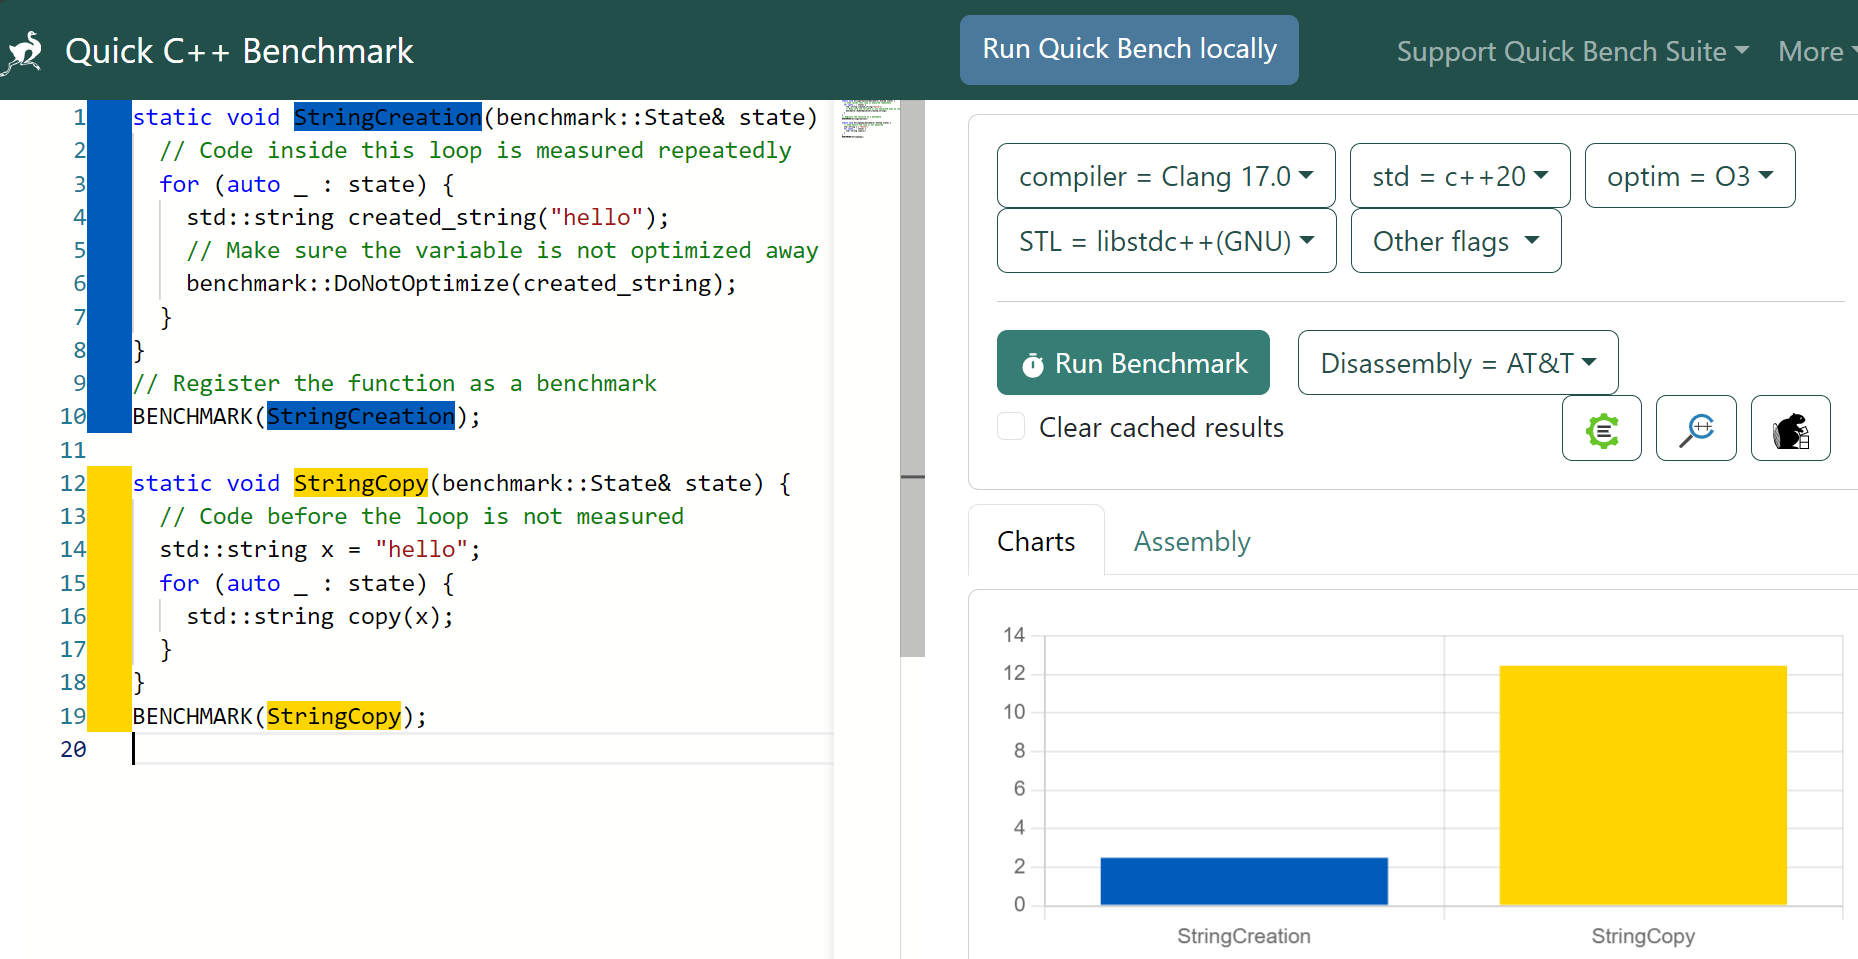 Quick C++ Benchmark
Run Quick Bench locally
Support Quick Bench Suite
More
1 static void StringCreation(benchmark::State& state)
2 // Code inside this loop is measured repeatedly
3 for (auto _ : state) {
4 std::string created_string("hello");
5 // Make sure the variable is not optimized away
6 benchmark::DoNotOptimize(created_string);
7 }
8 }
9 // Register the function as a benchmark
10 BENCHMARK(StringCreation);
11
12 static void StringCopy(benchmark::State& state) {
13 // Code before the loop is not measured
14 std::string x = "hello";
15 for (auto _ : state) {
16 std::string copy(x);
17 }
18 }
19 BENCHMARK(StringCopy);
20
compiler = Clang 17.0
std = c++20
optim = O3
STL = libstdc++(GNU)
Other flags
Run Benchmark
Disassembly = AT&T
Clear cached results
Charts
Assembly
14
12
10
8
6
4
2
0
StringCreation
StringCopy